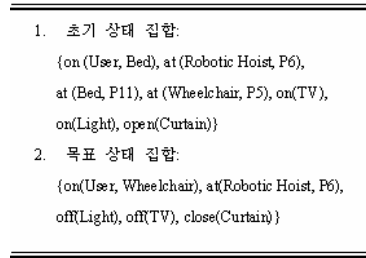 1. 초기 상태 집합:
{on (User, Bed), at (Robotic Hoist, P6),
at (Bed, P11), at (Wheelchair, P5), on(TV),
on(Light), open(Curtain)}
2. 목표 상태 집합:
{on(User, Wheelchair), at(Robotic Hoist, P6),
off(Light), off(TV), close(Curtain)}